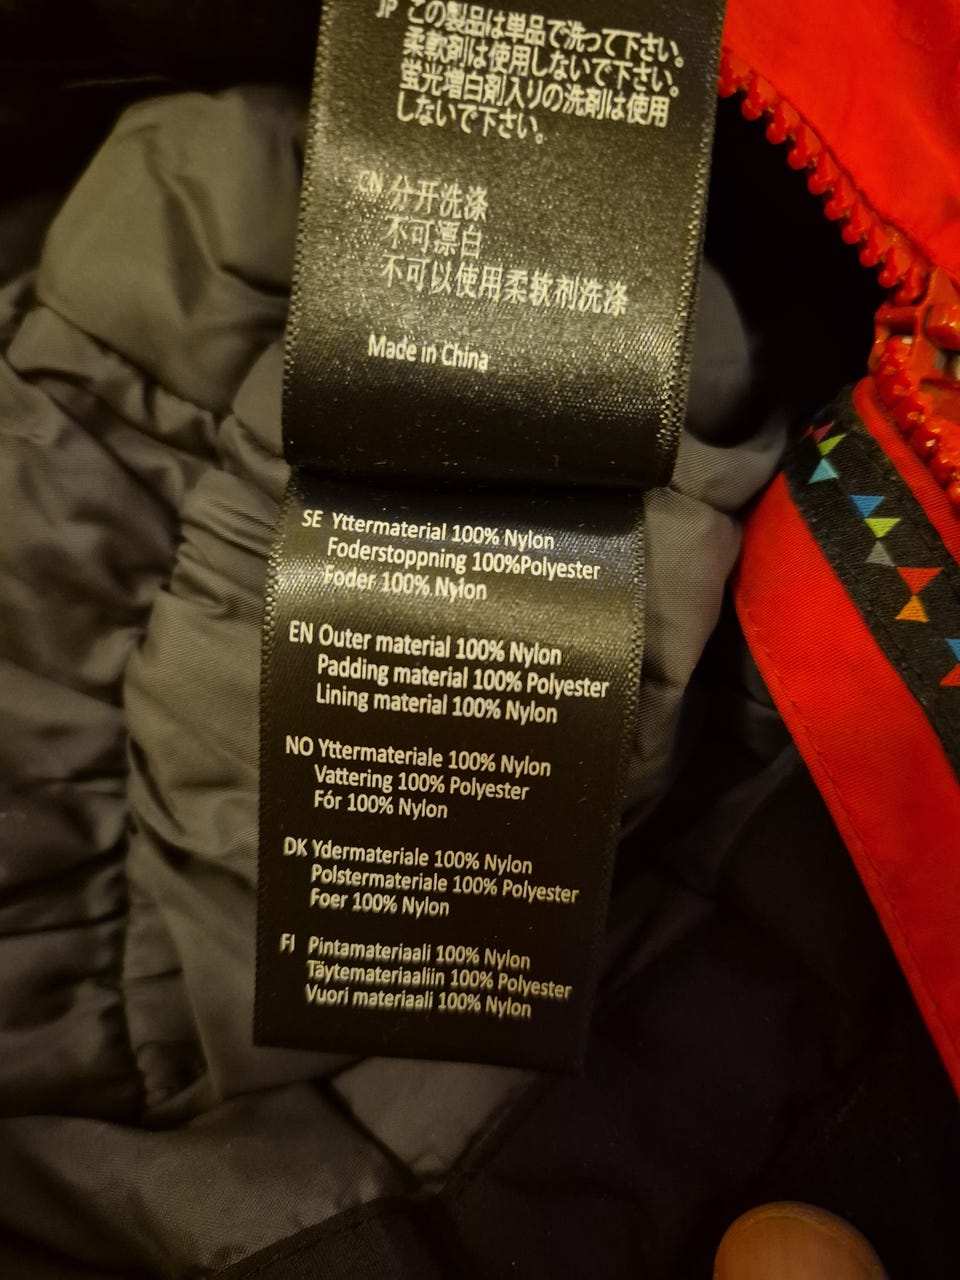 JP この製品は単品で洗って下さい。
柔軟剤は使用しないで下さい。
蛍光増白剤入りの洗剤は使用
しないで下さい。
CN 分开洗涤
不可漂白
不可以使用柔软剂洗涤
Made in China
SE Yttermaterial 100% Nylon
Foderstoppning 100%Polyester
Foder 100% Nylon
EN Outer material 100% Nylon
Padding material 100% Polyester
Lining material 100% Nylon
NO Yttermateriale 100% Nylon
Vattering 100% Polyester
Fór 100% Nylon
DK Ydermateriale 100% Nylon
Polstermateriale 100% Polyester
Foer 100% Nylon
FI Pintamateriaali 100% Nylon
Täytemateriaaliin 100% Polyester
Vuori materiaali 100% Nylon